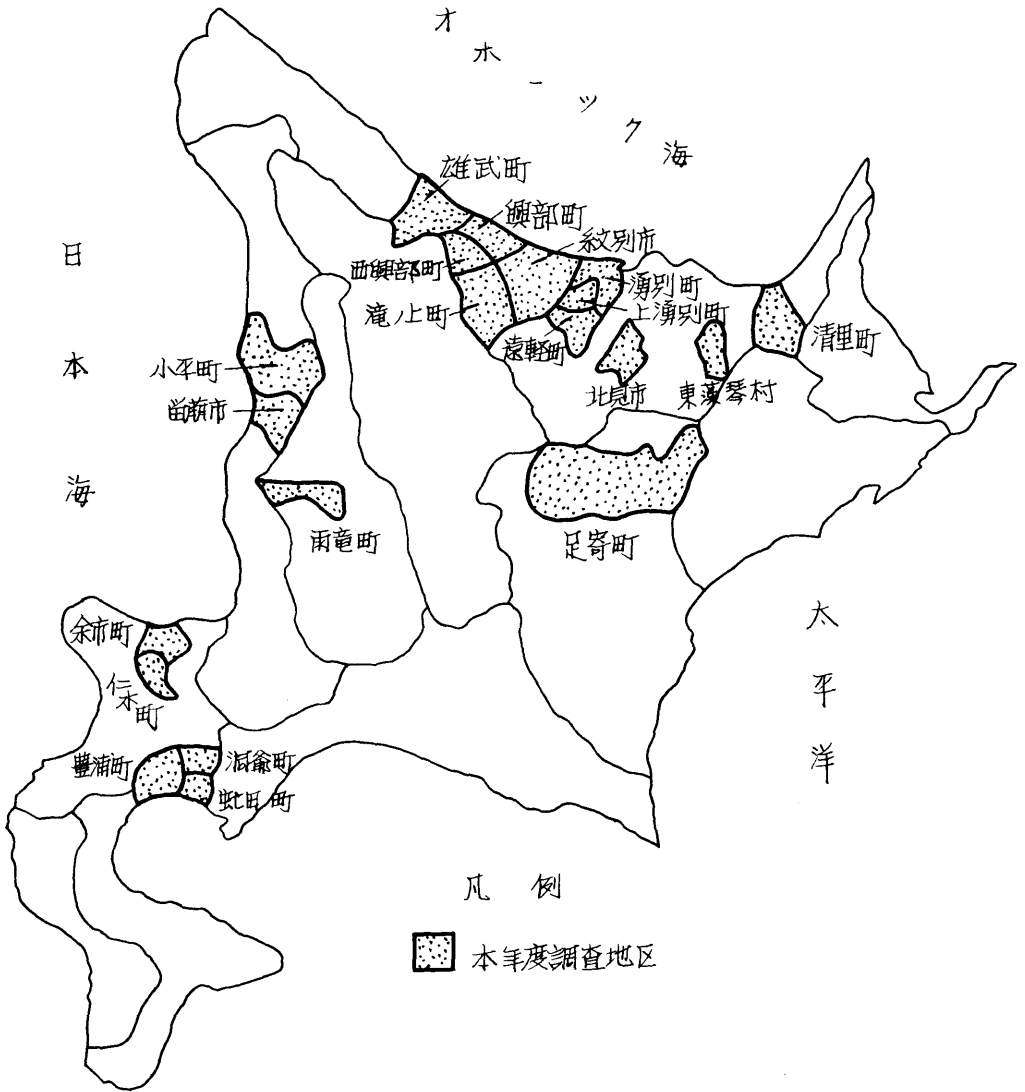 オホーツク海
日本海
太平洋
雄武町
興部町
紋別市
西興部町
湧別町
滝ノ上町
上湧別町
遠軽町
清里町
小平町
北見市
東藻琴村
留萌市
雨竜町
足寄町
余市町
仁木町
豊浦町
洞爺町
虻田町
凡例
本年度調査地区